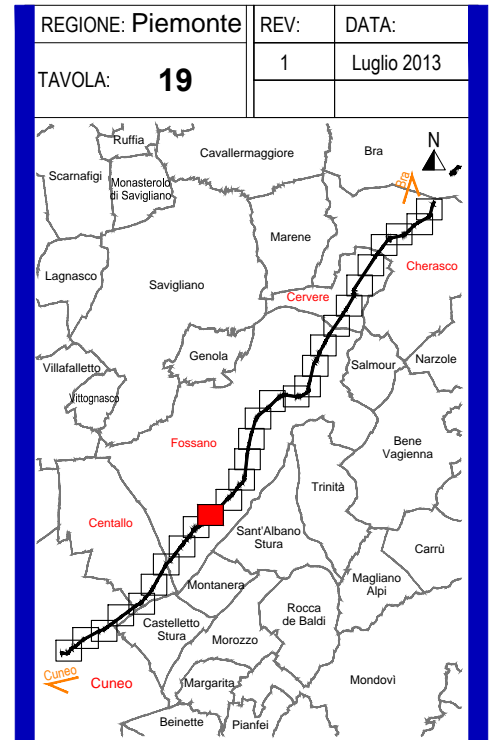 REGIONE: Piemonte
REV:
DATA:
TAVOLA: 19
1
Luglio 2013
Ruffia
Cavallermaggiore
Bra
N
Scarnafigi
Monasterolo
di Savigliano
Bra
Marene
Cherasco
Lagnasco
Savigliano
Cervere
Villafalletto
Genola
Salmour
Narzole
Vittognasco
Fossano
Bene
Vagienna
Trinità
Centallo
Sant'Albano
Stura
Carrù
Montanera
Magliano
Alpi
Castelletto
Stura
Rocca
de Baldi
Morozzo
Cuneo
Cuneo
Margarita
Mondovì
Beinette
Pianfei